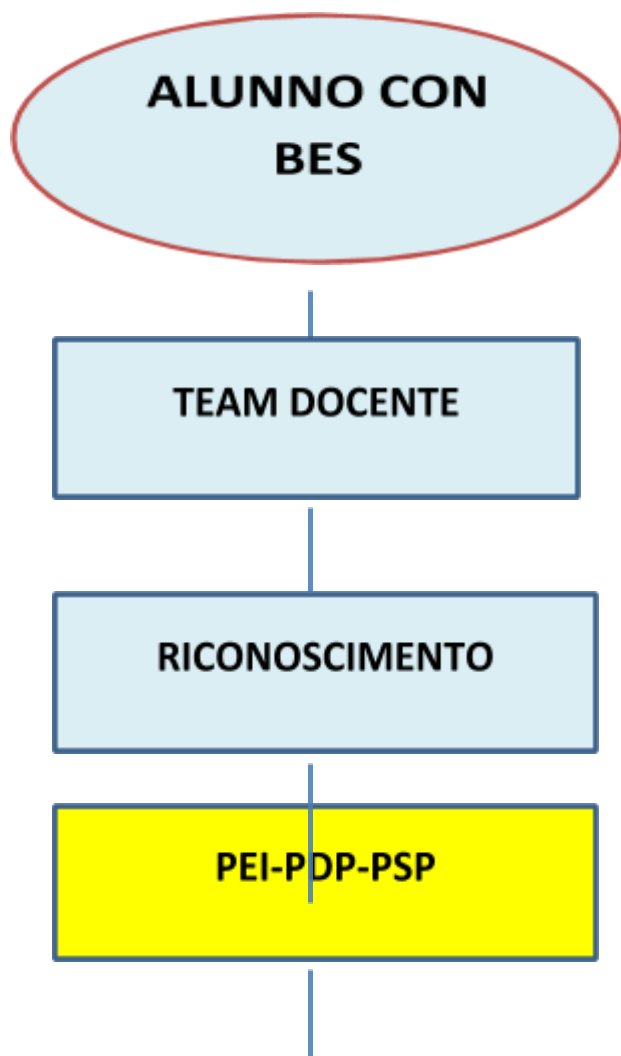 ALUNNO CON
BES
TEAM DOCENTE
RICONOSCIMENTO
PEI-PDP-PSP